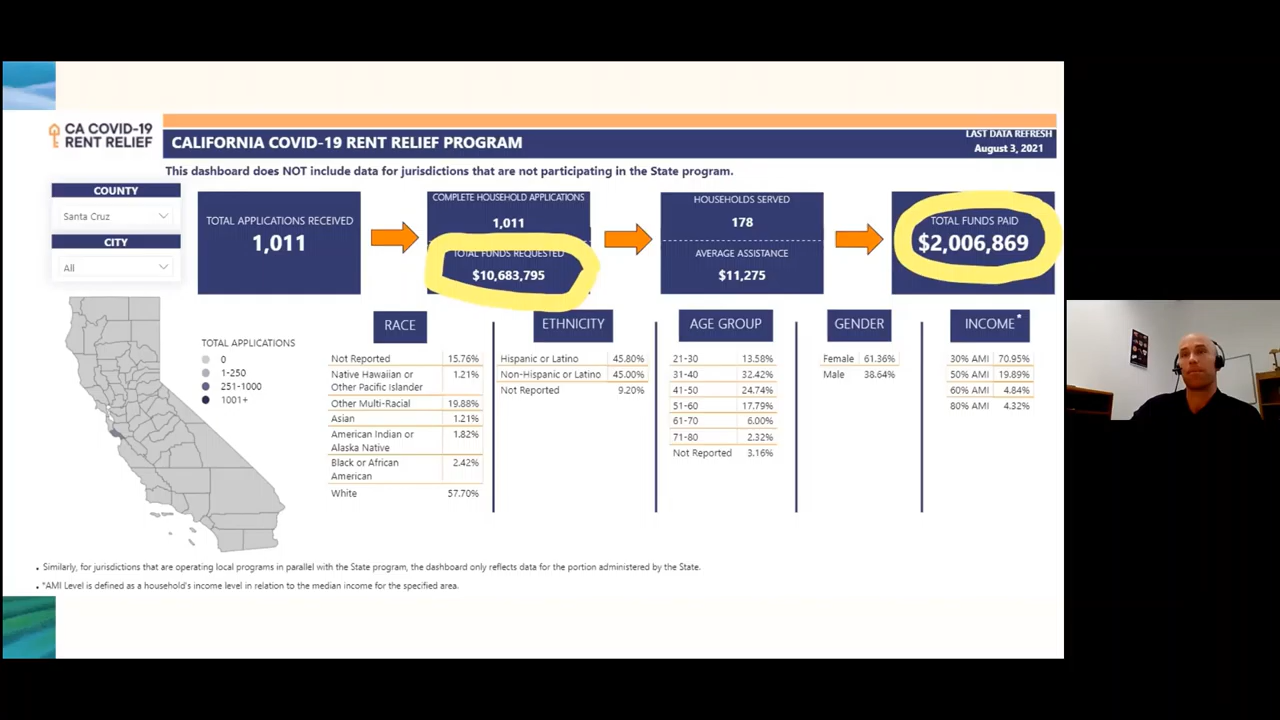 CA COVID-19
RENT RELIEF
CALIFORNIA COVID-19 RENT RELIEF PROGRAM
LAST DATA REFRESH
August 3, 2021
This dashboard does NOT include data for jurisdictions that are not participating in the State program.
COUNTY
Santa Cruz
CITY
All
TOTAL APPLICATIONS RECEIVED
1,011
COMPLETE HOUSEHOLD APPLICATIONS
1,011
TOTAL FUNDS REQUESTED
$10,683,795
HOUSEHOLDS SERVED
178
AVERAGE ASSISTANCE
$11,275
TOTAL FUNDS PAID
$2,006,869
TOTAL APPLICATIONS
0
1-250
251-1000
1001+
RACE
Not Reported 15.76%
Native Hawaiian or 1.21%
Other Pacific Islander
Other Multi-Racial 19.88%
Asian 1.21%
American Indian or 1.82%
Alaska Native
Black or African 2.42%
American
White 57.70%
ETHNICITY
Hispanic or Latino 45.80%
Non-Hispanic or Latino 45.00%
Not Reported 9.20%
AGE GROUP
21-30 13.58%
31-40 32.42%
41-50 24.74%
51-60 17.79%
61-70 6.00%
71-80 2.32%
Not Reported 3.16%
GENDER
Female 61.36%
Male 38.64%
INCOME*
30% AMI 70.95%
50% AMI 19.89%
60% AMI 4.84%
80% AMI 4.32%
• Similarly, for jurisdictions that are operating local programs in parallel with the State program, the dashboard only reflects data for the portion administered by the State.
• *AMI Level is defined as a household's income level in relation to the median income for the specified area.